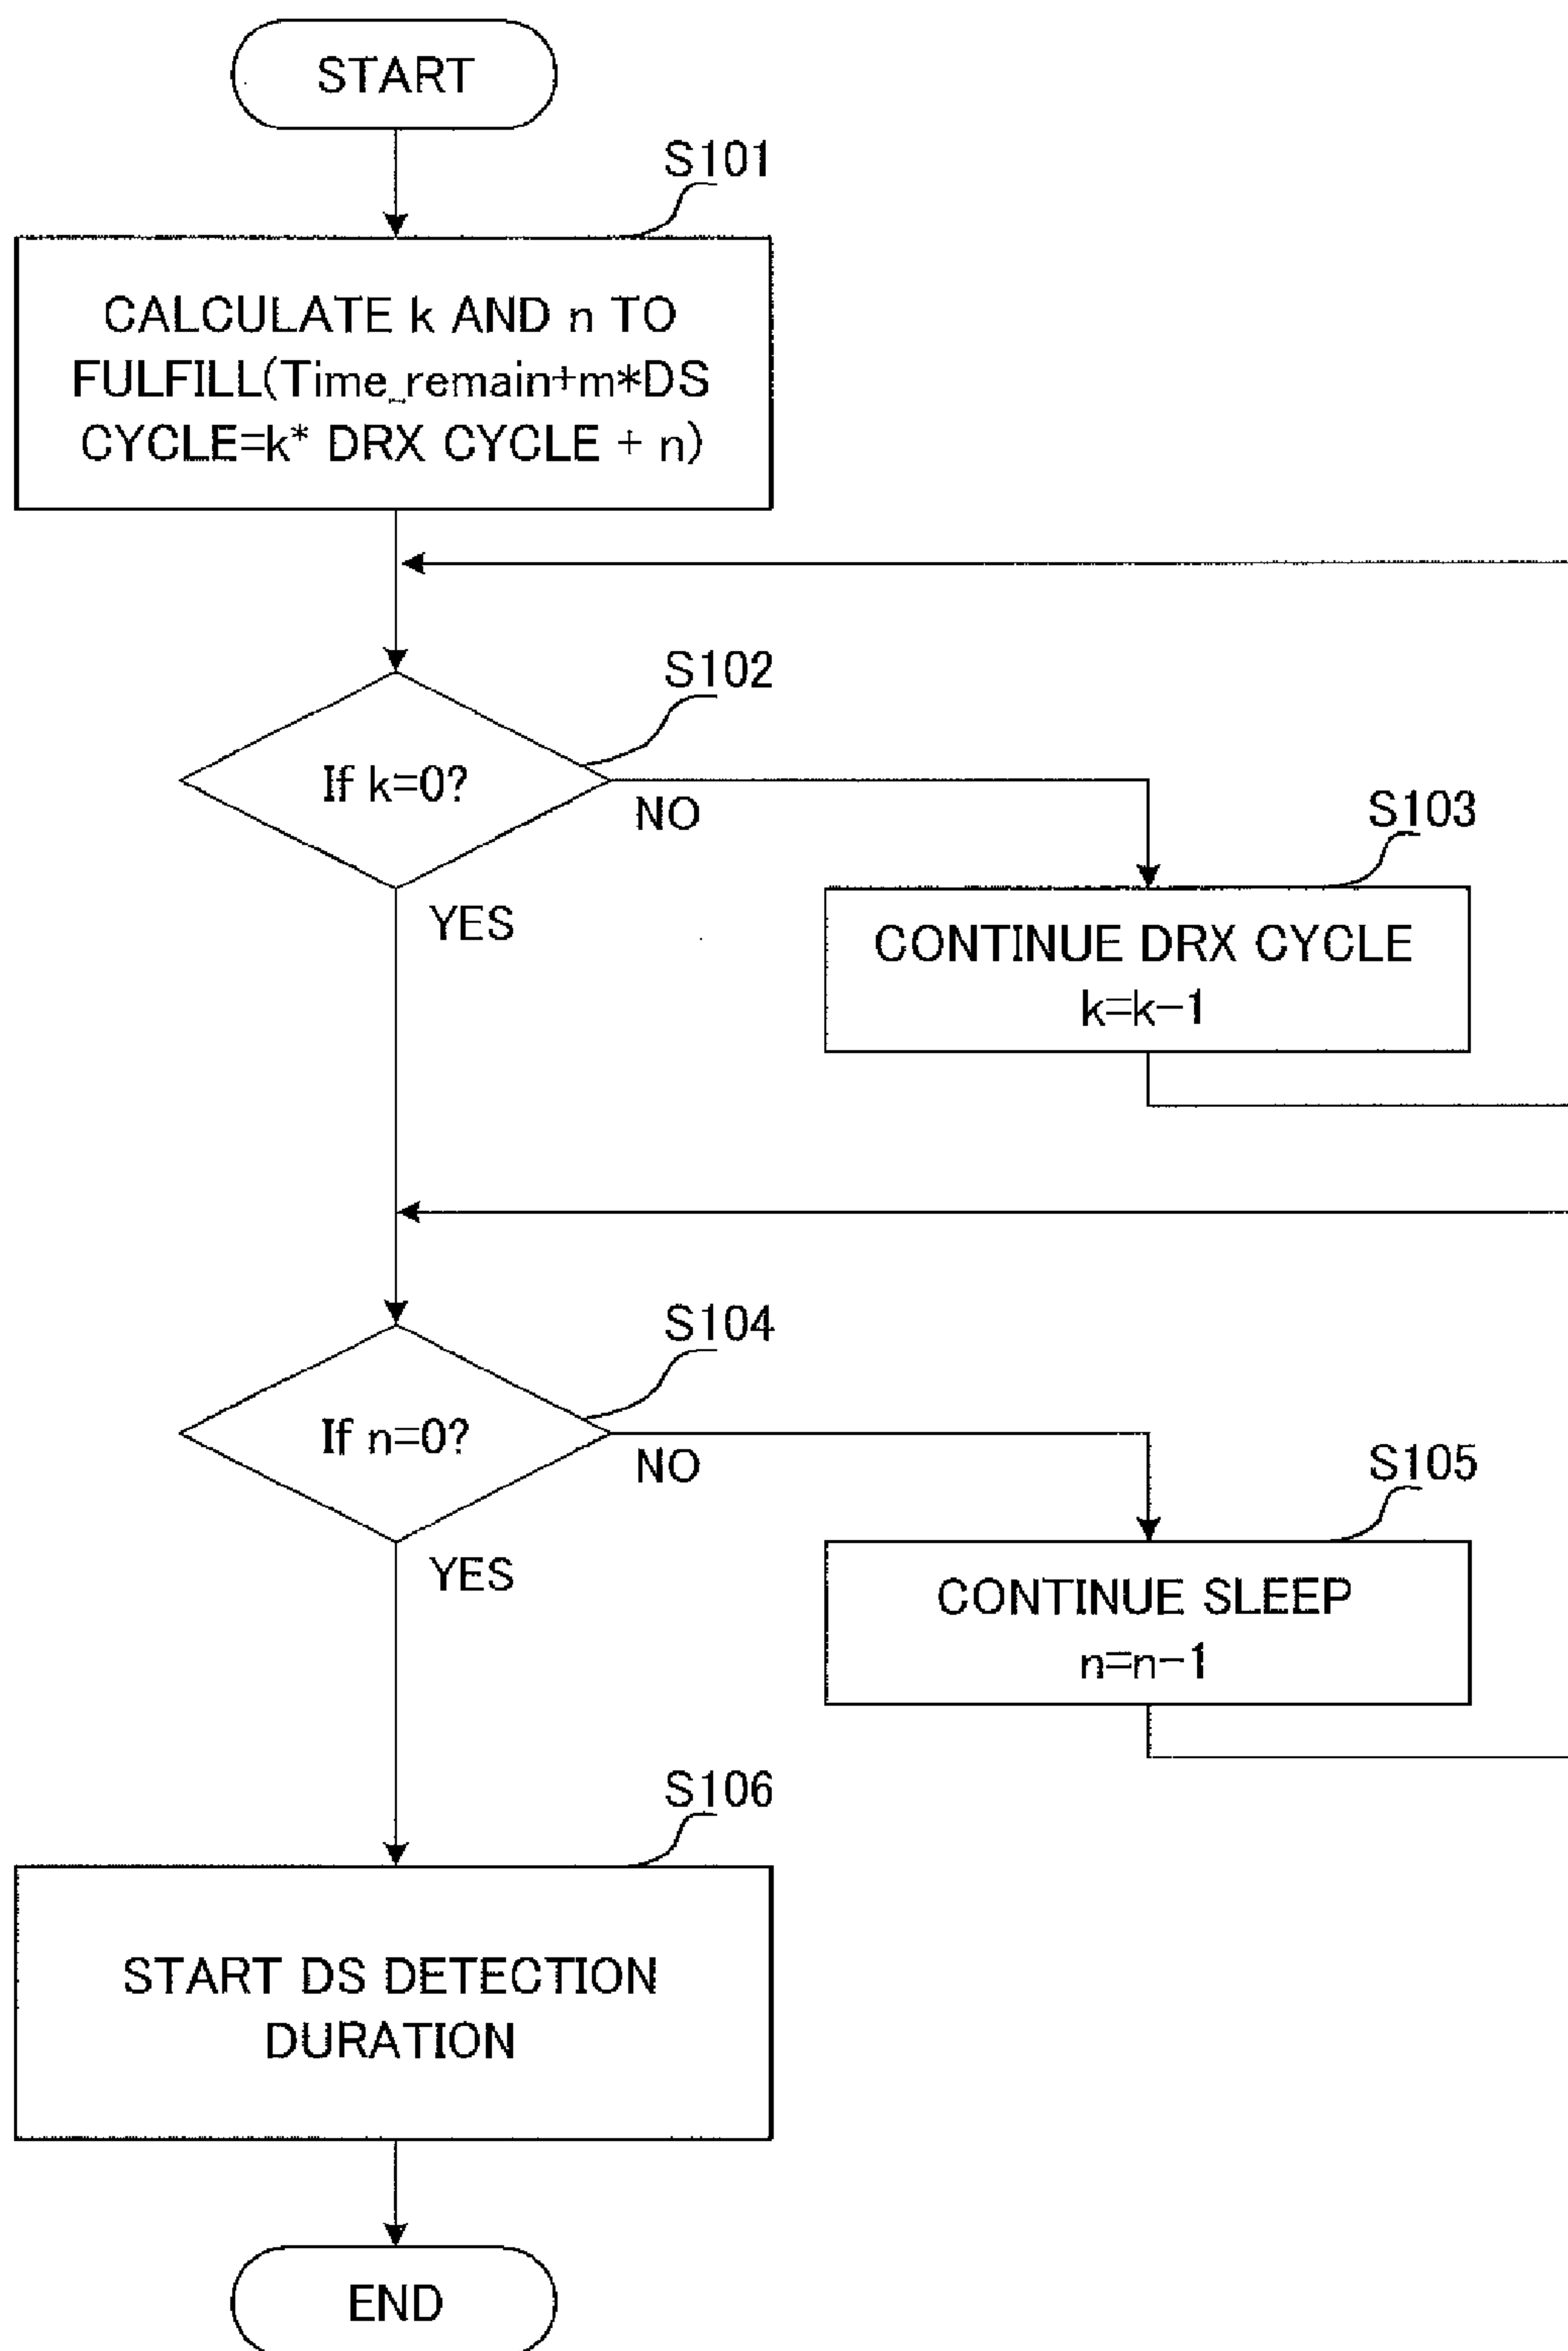 START
S101
CALCULATE k AND n TO
FULFILL(Time_remain+m*DS
CYCLE=k* DRX CYCLE + n)
S102
If k=0?
NO
S103
YES
CONTINUE DRX CYCLE
k=k-1
S104
If n=0?
NO
S105
YES
CONTINUE SLEEP
n=n-1
S106
START DS DETECTION
DURATION
END